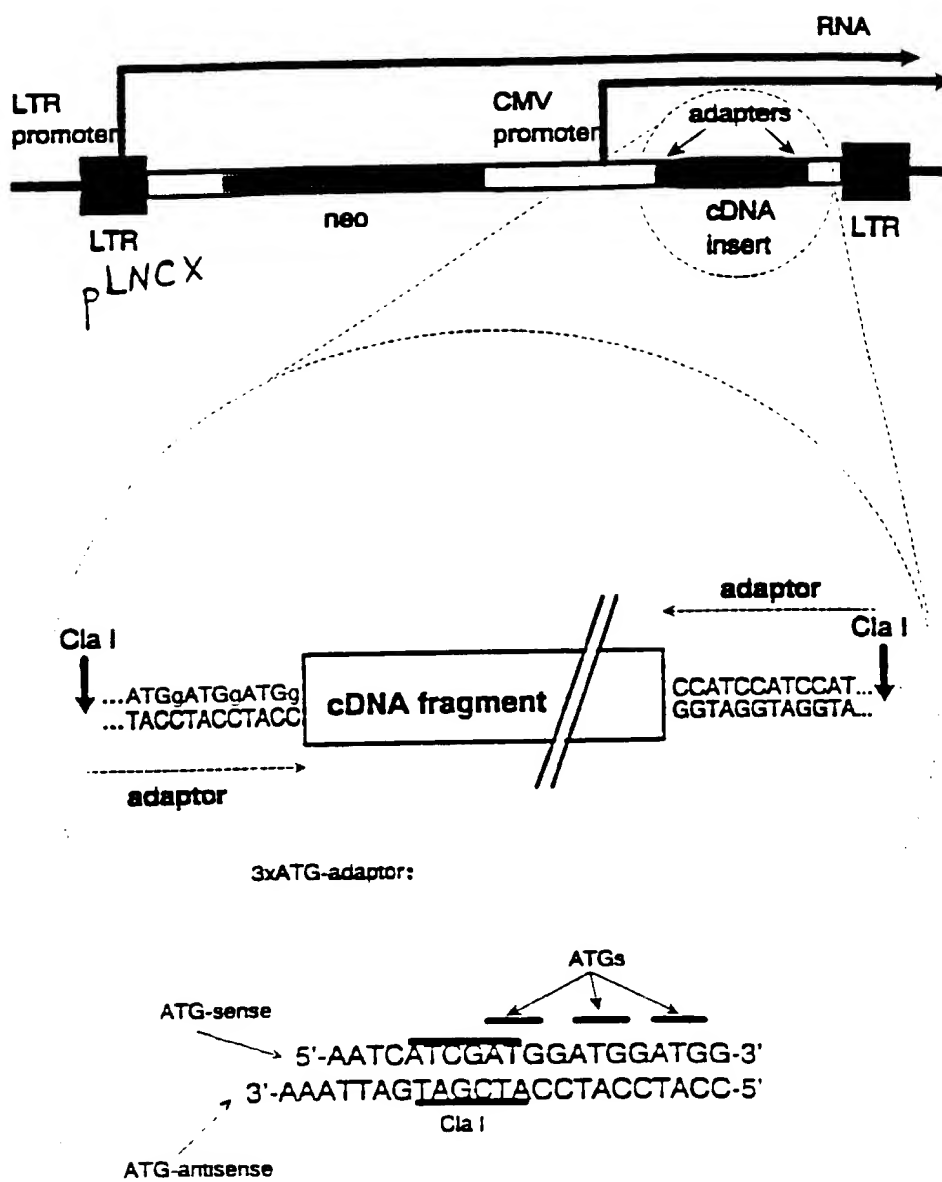 RNA
LTR
promoter
CMV
promoter
adapters
neo
LTR
cDNA
insert
LTR
pLNCX
adaptor
Cla I
Cla I
...ATGgATGgATGg
...TACCTACCTACC
cDNA fragment
CCATCCATCCAT...
GGTAGGTAGGTA...
adaptor
3xATG-adaptor:
ATGs
ATG-sense
5'-AATCATCGATGGATGGATGG-3'
3'-AAATTAGTAGCTACCTACCTACC-5'
Cla I
ATG-antisense